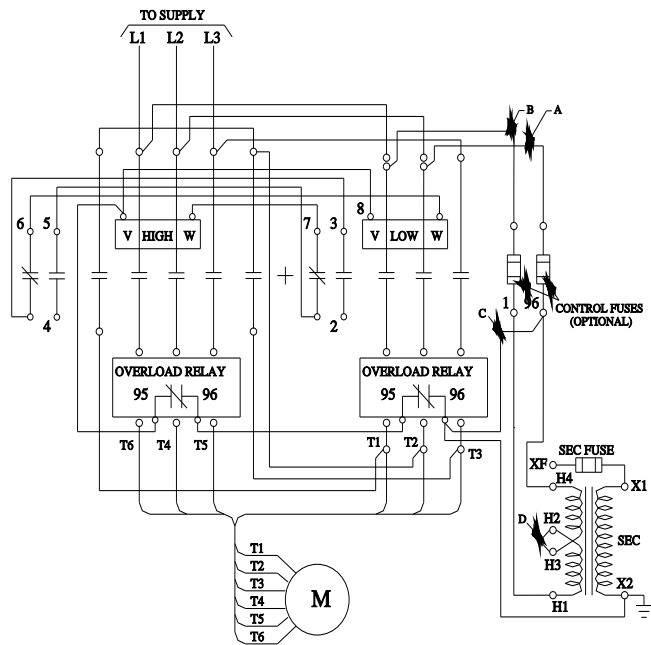 TO SUPPLY
L1 L2 L3
B A
6 5 7 3 8
V HIGH W V LOW W
4 2
1 96
CONTROL FUSES
(OPTIONAL)
C
OVERLOAD RELAY OVERLOAD RELAY
95 96 95 96
T6 T4 T5 T1 T2 T3
SEC FUSE
XF
H4 X1
D H2
SEC
H3
X2
H1
T1
T2
T3
T4
T5
T6
M